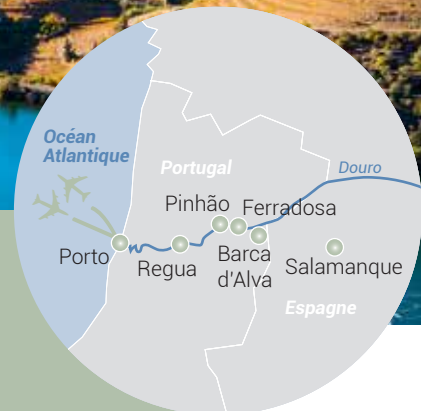 Océan
Atlantique
Portugal
Douro
Pinhão
Ferradosa
Porto
Regua
Barca
d'Alva
Salamanque
Espagne